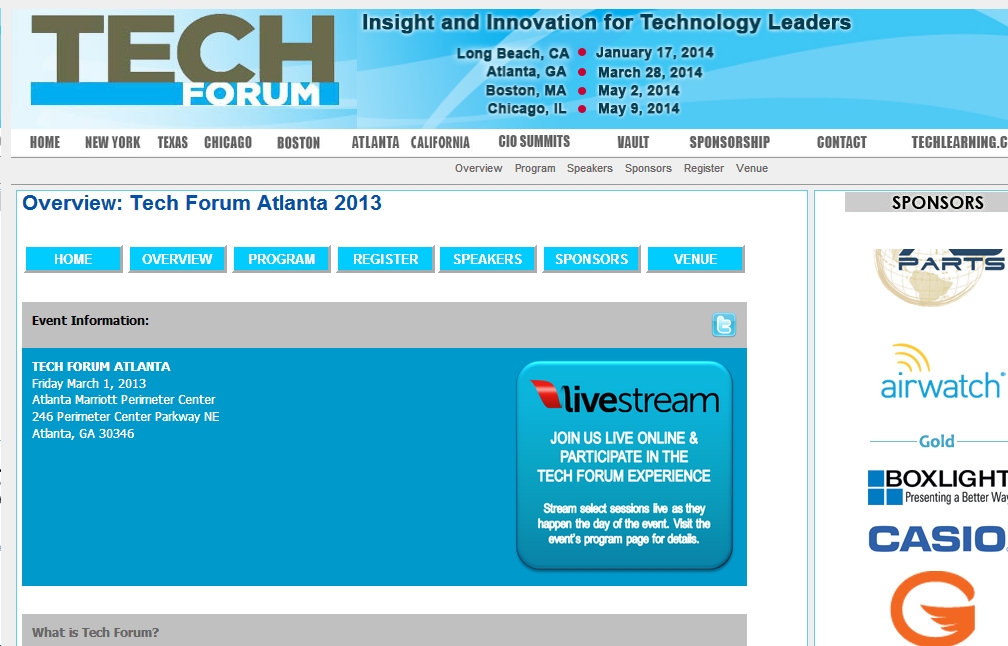 TECH
FORUM
Insight and Innovation for Technology Leaders
Long Beach, CA ● January 17, 2014
Atlanta, GA ● March 28, 2014
Boston, MA ● May 2, 2014
Chicago, IL ● May 9, 2014
HOME NEW YORK TEXAS CHICAGO BOSTON ATLANTA CALIFORNIA CIO SUMMITS VAULT SPONSORSHIP CONTACT TECHLEARNING.C
Overview Program Speakers Sponsors Register Venue
Overview: Tech Forum Atlanta 2013
HOME OVERVIEW PROGRAM REGISTER SPEAKERS SPONSORS VENUE
Event Information:
TECH FORUM ATLANTA
Friday March 1, 2013
Atlanta Marriott Perimeter Center
246 Perimeter Center Parkway NE
Atlanta, GA 30346
livestream
JOIN US LIVE ONLINE &
PARTICIPATE IN THE
TECH FORUM EXPERIENCE
Stream select sessions live as they
happen the day of the event. Visit the
event's program page for details.
What is Tech Forum?
SPONSORS
PARTS
airwatch
Gold
BOXLIGHT
Presenting a Better Way
CASIO